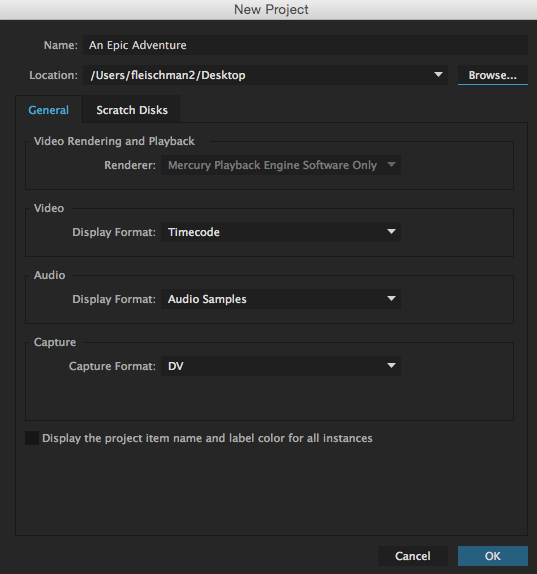 New Project
Name: An Epic Adventure
Location: /Users/fleischman2/Desktop Browse...
General Scratch Disks
Video Rendering and Playback
Renderer: Mercury Playback Engine Software Only
Video
Display Format: Timecode
Audio
Display Format: Audio Samples
Capture
Capture Format: DV
Display the project item name and label color for all instances
Cancel OK